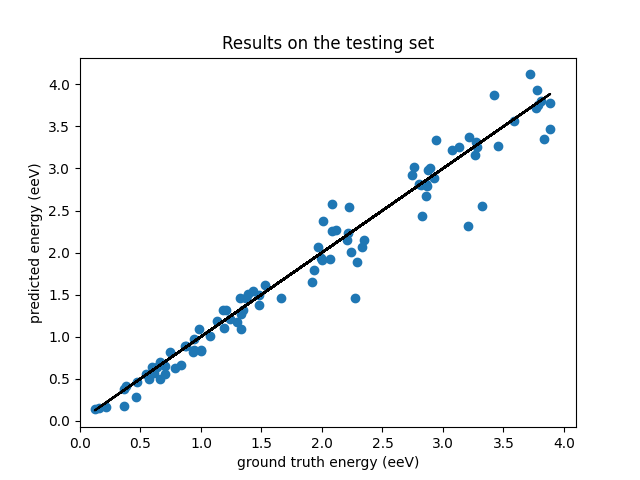 Results on the testing set
predicted energy (eeV)
4.0
3.5
3.0
2.5
2.0
1.5
1.0
0.5
0.0
0.0 0.5 1.0 1.5 2.0 2.5 3.0 3.5 4.0
ground truth energy (eeV)